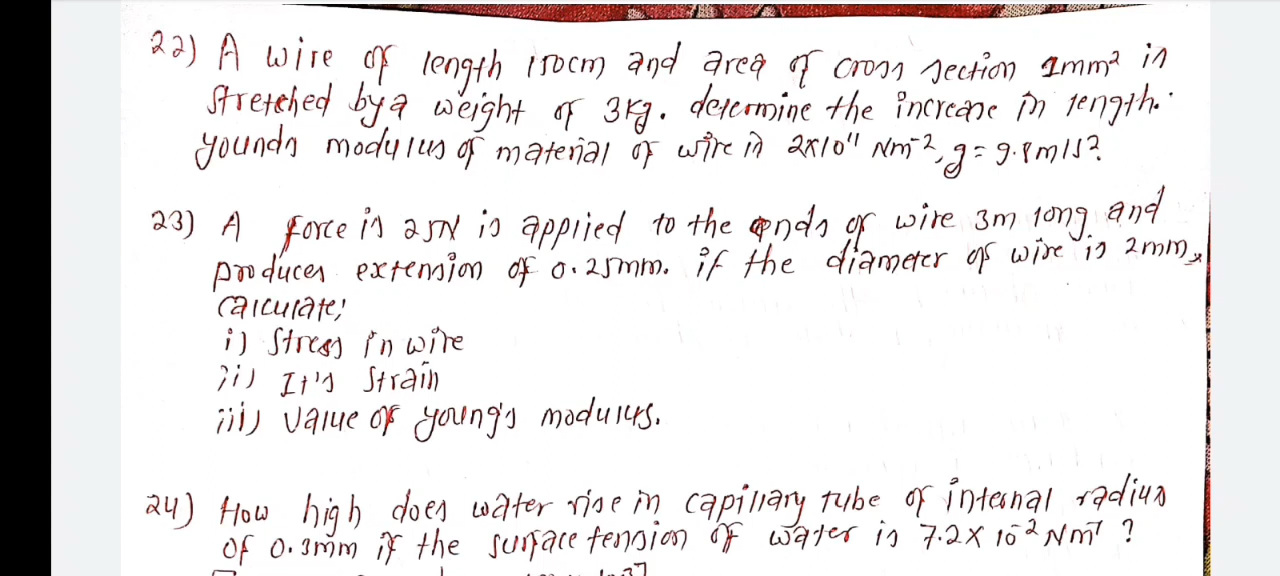 22) A wire of length 150cm and area of cross section 1mm² is
stretched by a weight of 3kg. determine the increase in length.
Younds modulus of material of wire is 2x10¹¹ Nm⁻², g = 9.8m/s².
23) A force is 25N is applied to the ends of wire 3m long and
produces extension of 0.25mm. if the diameter of wire is 2mm,
calculate;
i) Stress in wire
ii) It's strain
iii) value of young's modulus.
24) How high does water rise in capillary tube of internal radius
of 0.3mm if the surface tension of water is 7.2 x 10⁻² Nm⁻¹ ?